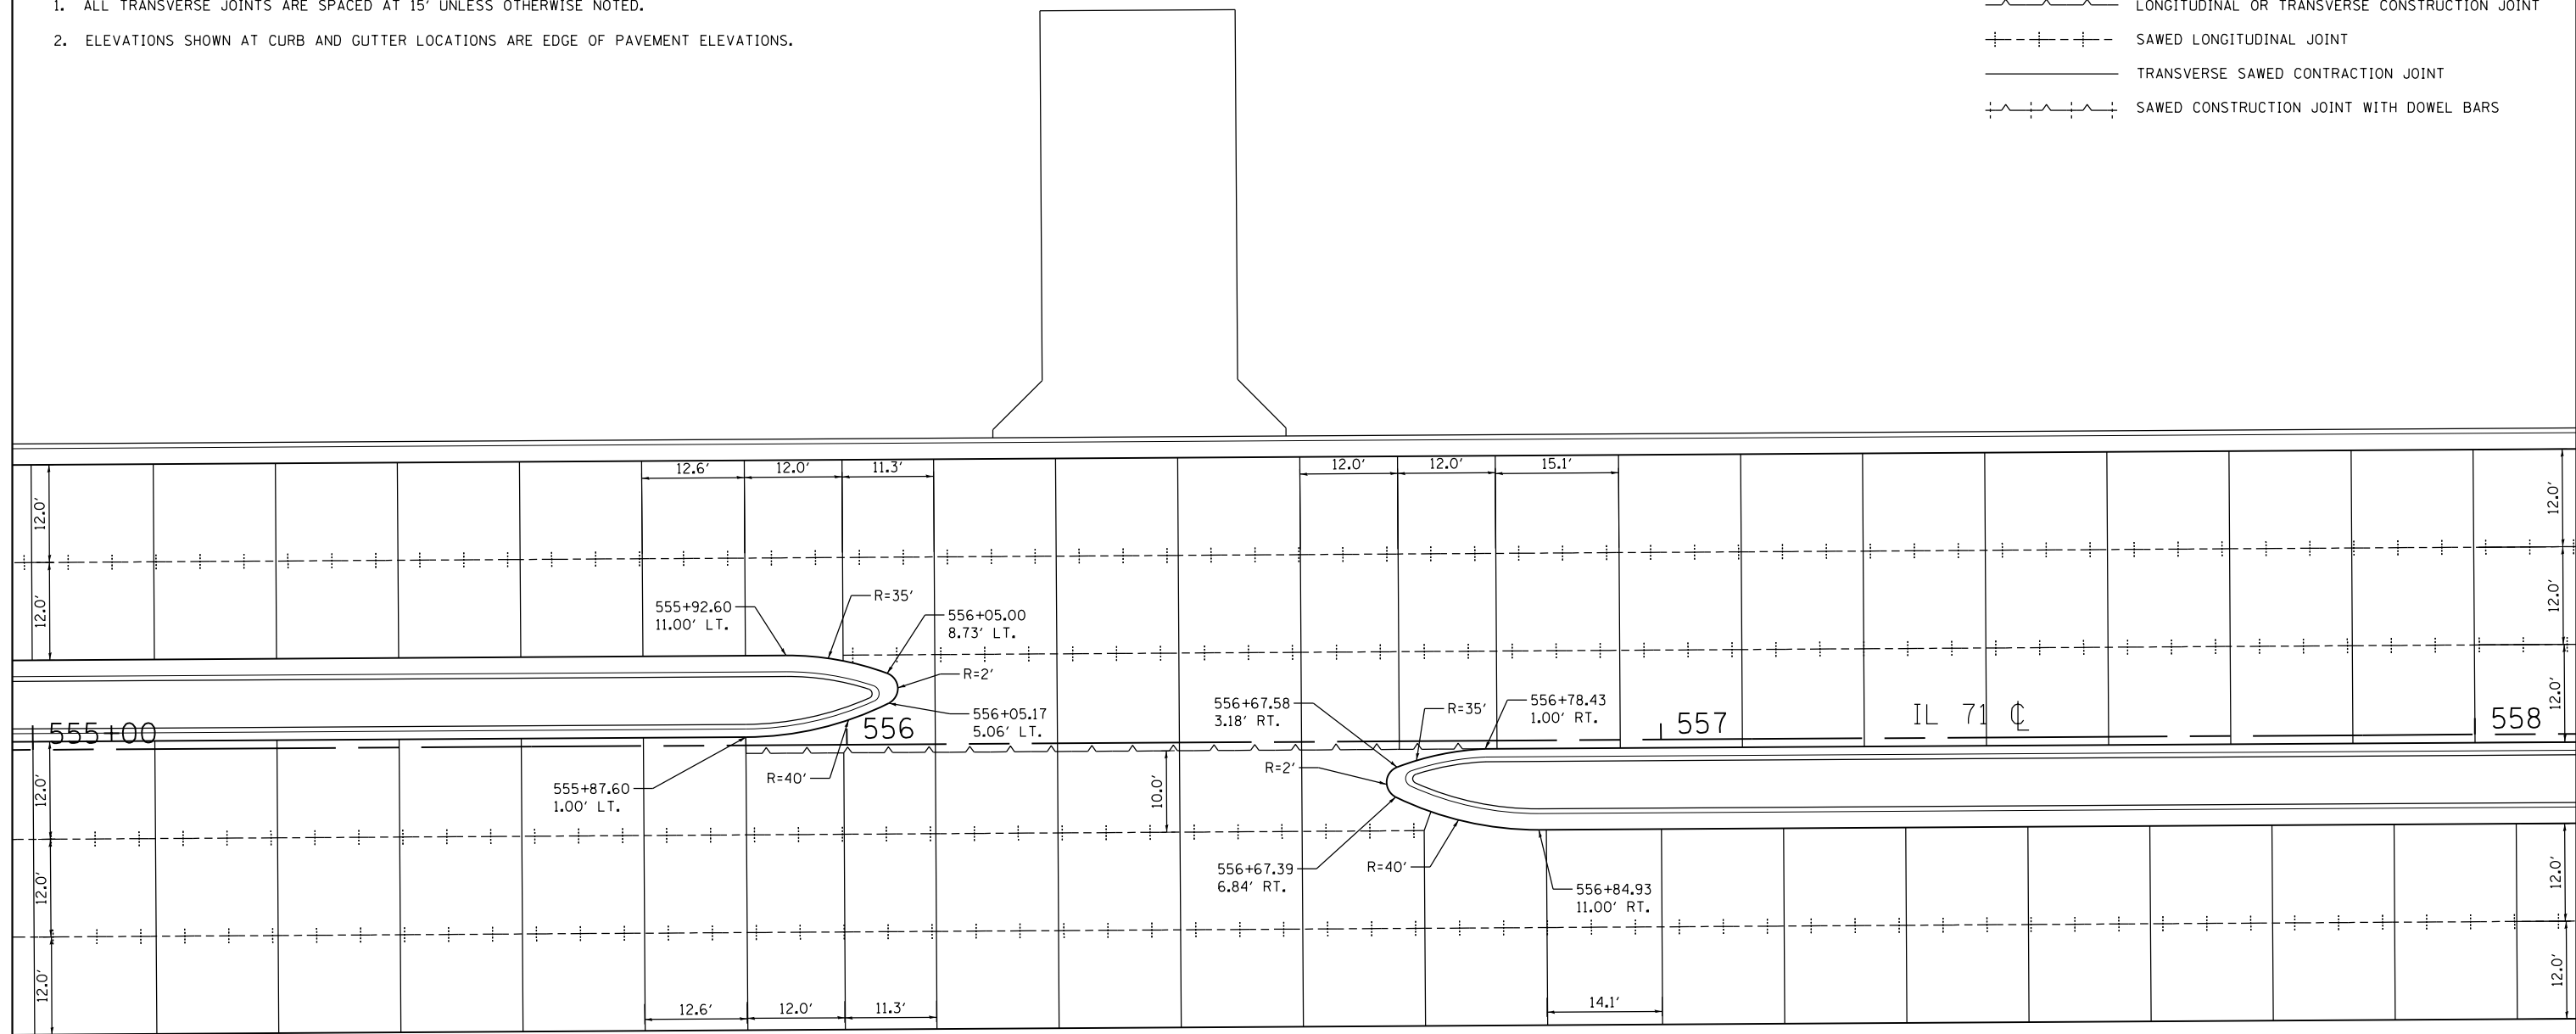 1. ALL TRANSVERSE JOINTS ARE SPACED AT 15' UNLESS OTHERWISE NOTED.
2. ELEVATIONS SHOWN AT CURB AND GUTTER LOCATIONS ARE EDGE OF PAVEMENT ELEVATIONS.
LONGITUDINAL OR TRANSVERSE CONSTRUCTION JOINT
SAWED LONGITUDINAL JOINT
TRANSVERSE SAWED CONTRACTION JOINT
SAWED CONSTRUCTION JOINT WITH DOWEL BARS
12.6'
12.0'
11.3'
12.0'
12.0'
15.1'
12.0'
12.0'
12.0'
12.0'
12.0'
555+92.60
11.00' LT.
R=35'
556+05.00
8.73' LT.
R=2'
556+05.17
5.06' LT.
555+00
556
R=40'
555+87.60
1.00' LT.
556+67.58
3.18' RT.
R=35'
556+78.43
1.00' RT.
557
IL 71 ℄
558
R=2'
10.0'
556+67.39
6.84' RT.
R=40'
556+84.93
11.00' RT.
12.0'
12.0'
12.0'
12.0'
12.0'
12.6'
12.0'
11.3'
14.1'